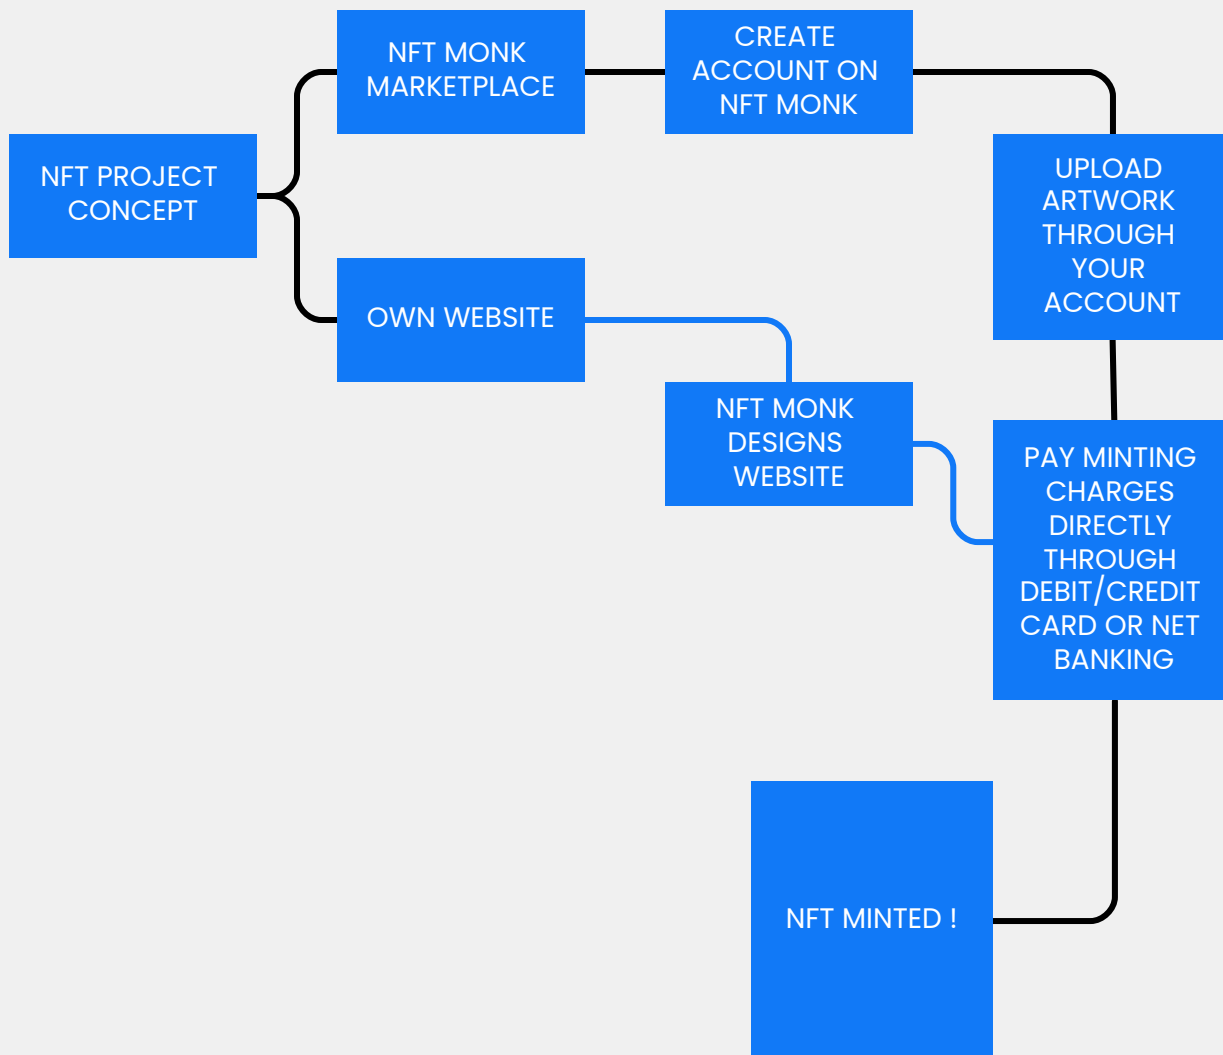 NFT PROJECT
CONCEPT
NFT MONK
MARKETPLACE
CREATE
ACCOUNT ON
NFT MONK
UPLOAD
ARTWORK
THROUGH
YOUR
ACCOUNT
OWN WEBSITE
NFT MONK
DESIGNS
WEBSITE
PAY MINTING
CHARGES
DIRECTLY
THROUGH
DEBIT/CREDIT
CARD OR NET
BANKING
NFT MINTED !